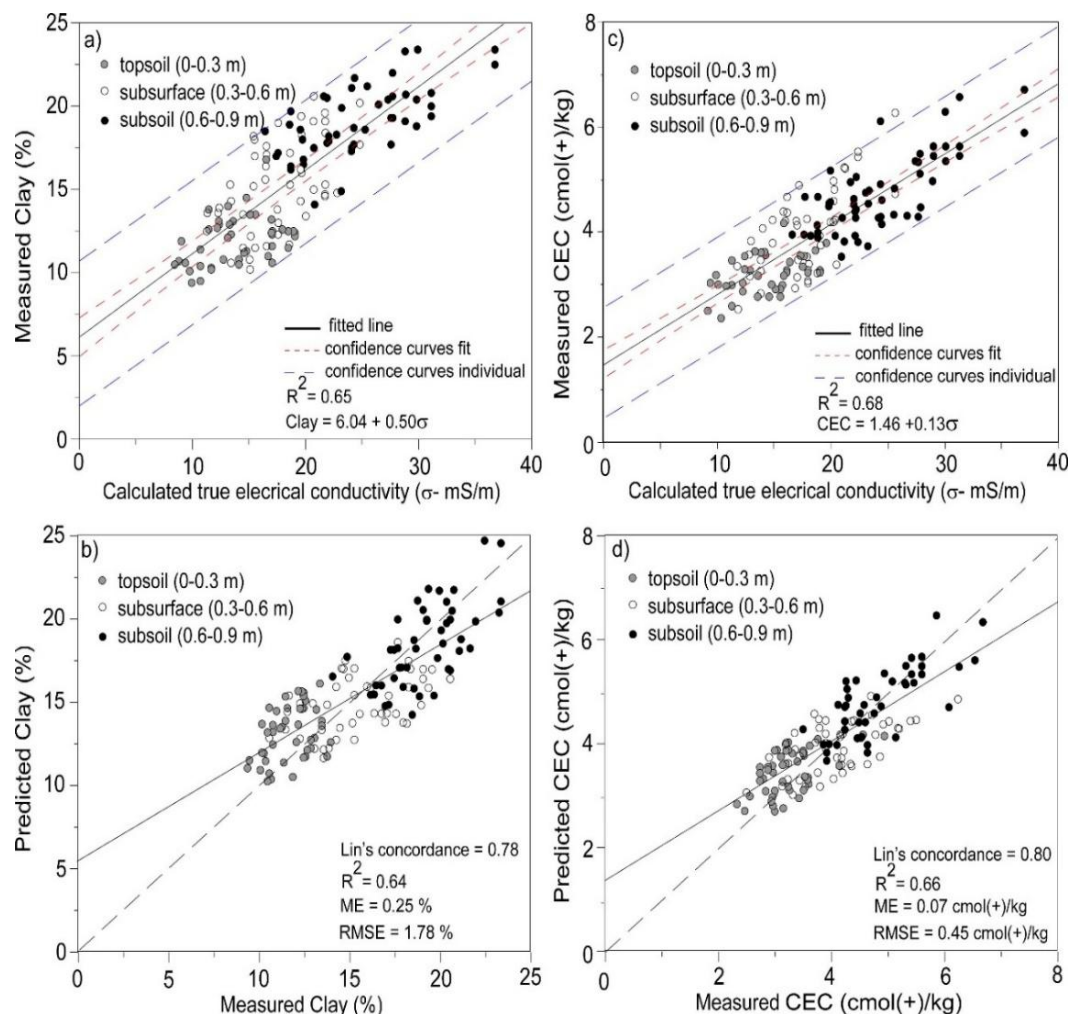 a)
topsoil (0-0.3 m)
subsurface (0.3-0.6 m)
subsoil (0.6-0.9 m)
25
20
15
10
5
0
Measured Clay (%)
fitted line
confidence curves fit
confidence curves individual
R2 = 0.65
Clay = 6.04 + 0.50σ
0 10 20 30 40
Calculated true elecrical conductivity (σ- mS/m)
c)
topsoil (0-0.3 m)
subsurface (0.3-0.6 m)
subsoil (0.6-0.9 m)
8
6
4
2
0
Measured CEC (cmol(+)/kg)
fitted line
confidence curves fit
confidence curves individual
R2 = 0.68
CEC = 1.46 +0.13σ
0 10 20 30 40
Calculated true elecrical conductivity (σ- mS/m)
b)
topsoil (0-0.3 m)
subsurface (0.3-0.6 m)
subsoil (0.6-0.9 m)
25
20
15
10
5
0
Predicted Clay (%)
Lin's concordance = 0.78
R2 = 0.64
ME = 0.25 %
RMSE = 1.78 %
0 5 10 15 20 25
Measured Clay (%)
d)
topsoil (0-0.3 m)
subsurface (0.3-0.6 m)
subsoil (0.6-0.9 m)
8
6
4
2
0
Predicted CEC (cmol(+)/kg)
Lin's concordance = 0.80
R2 = 0.66
ME = 0.07 cmol(+)/kg
RMSE = 0.45 cmol(+)/kg
0 2 4 6 8
Measured CEC (cmol(+)/kg)